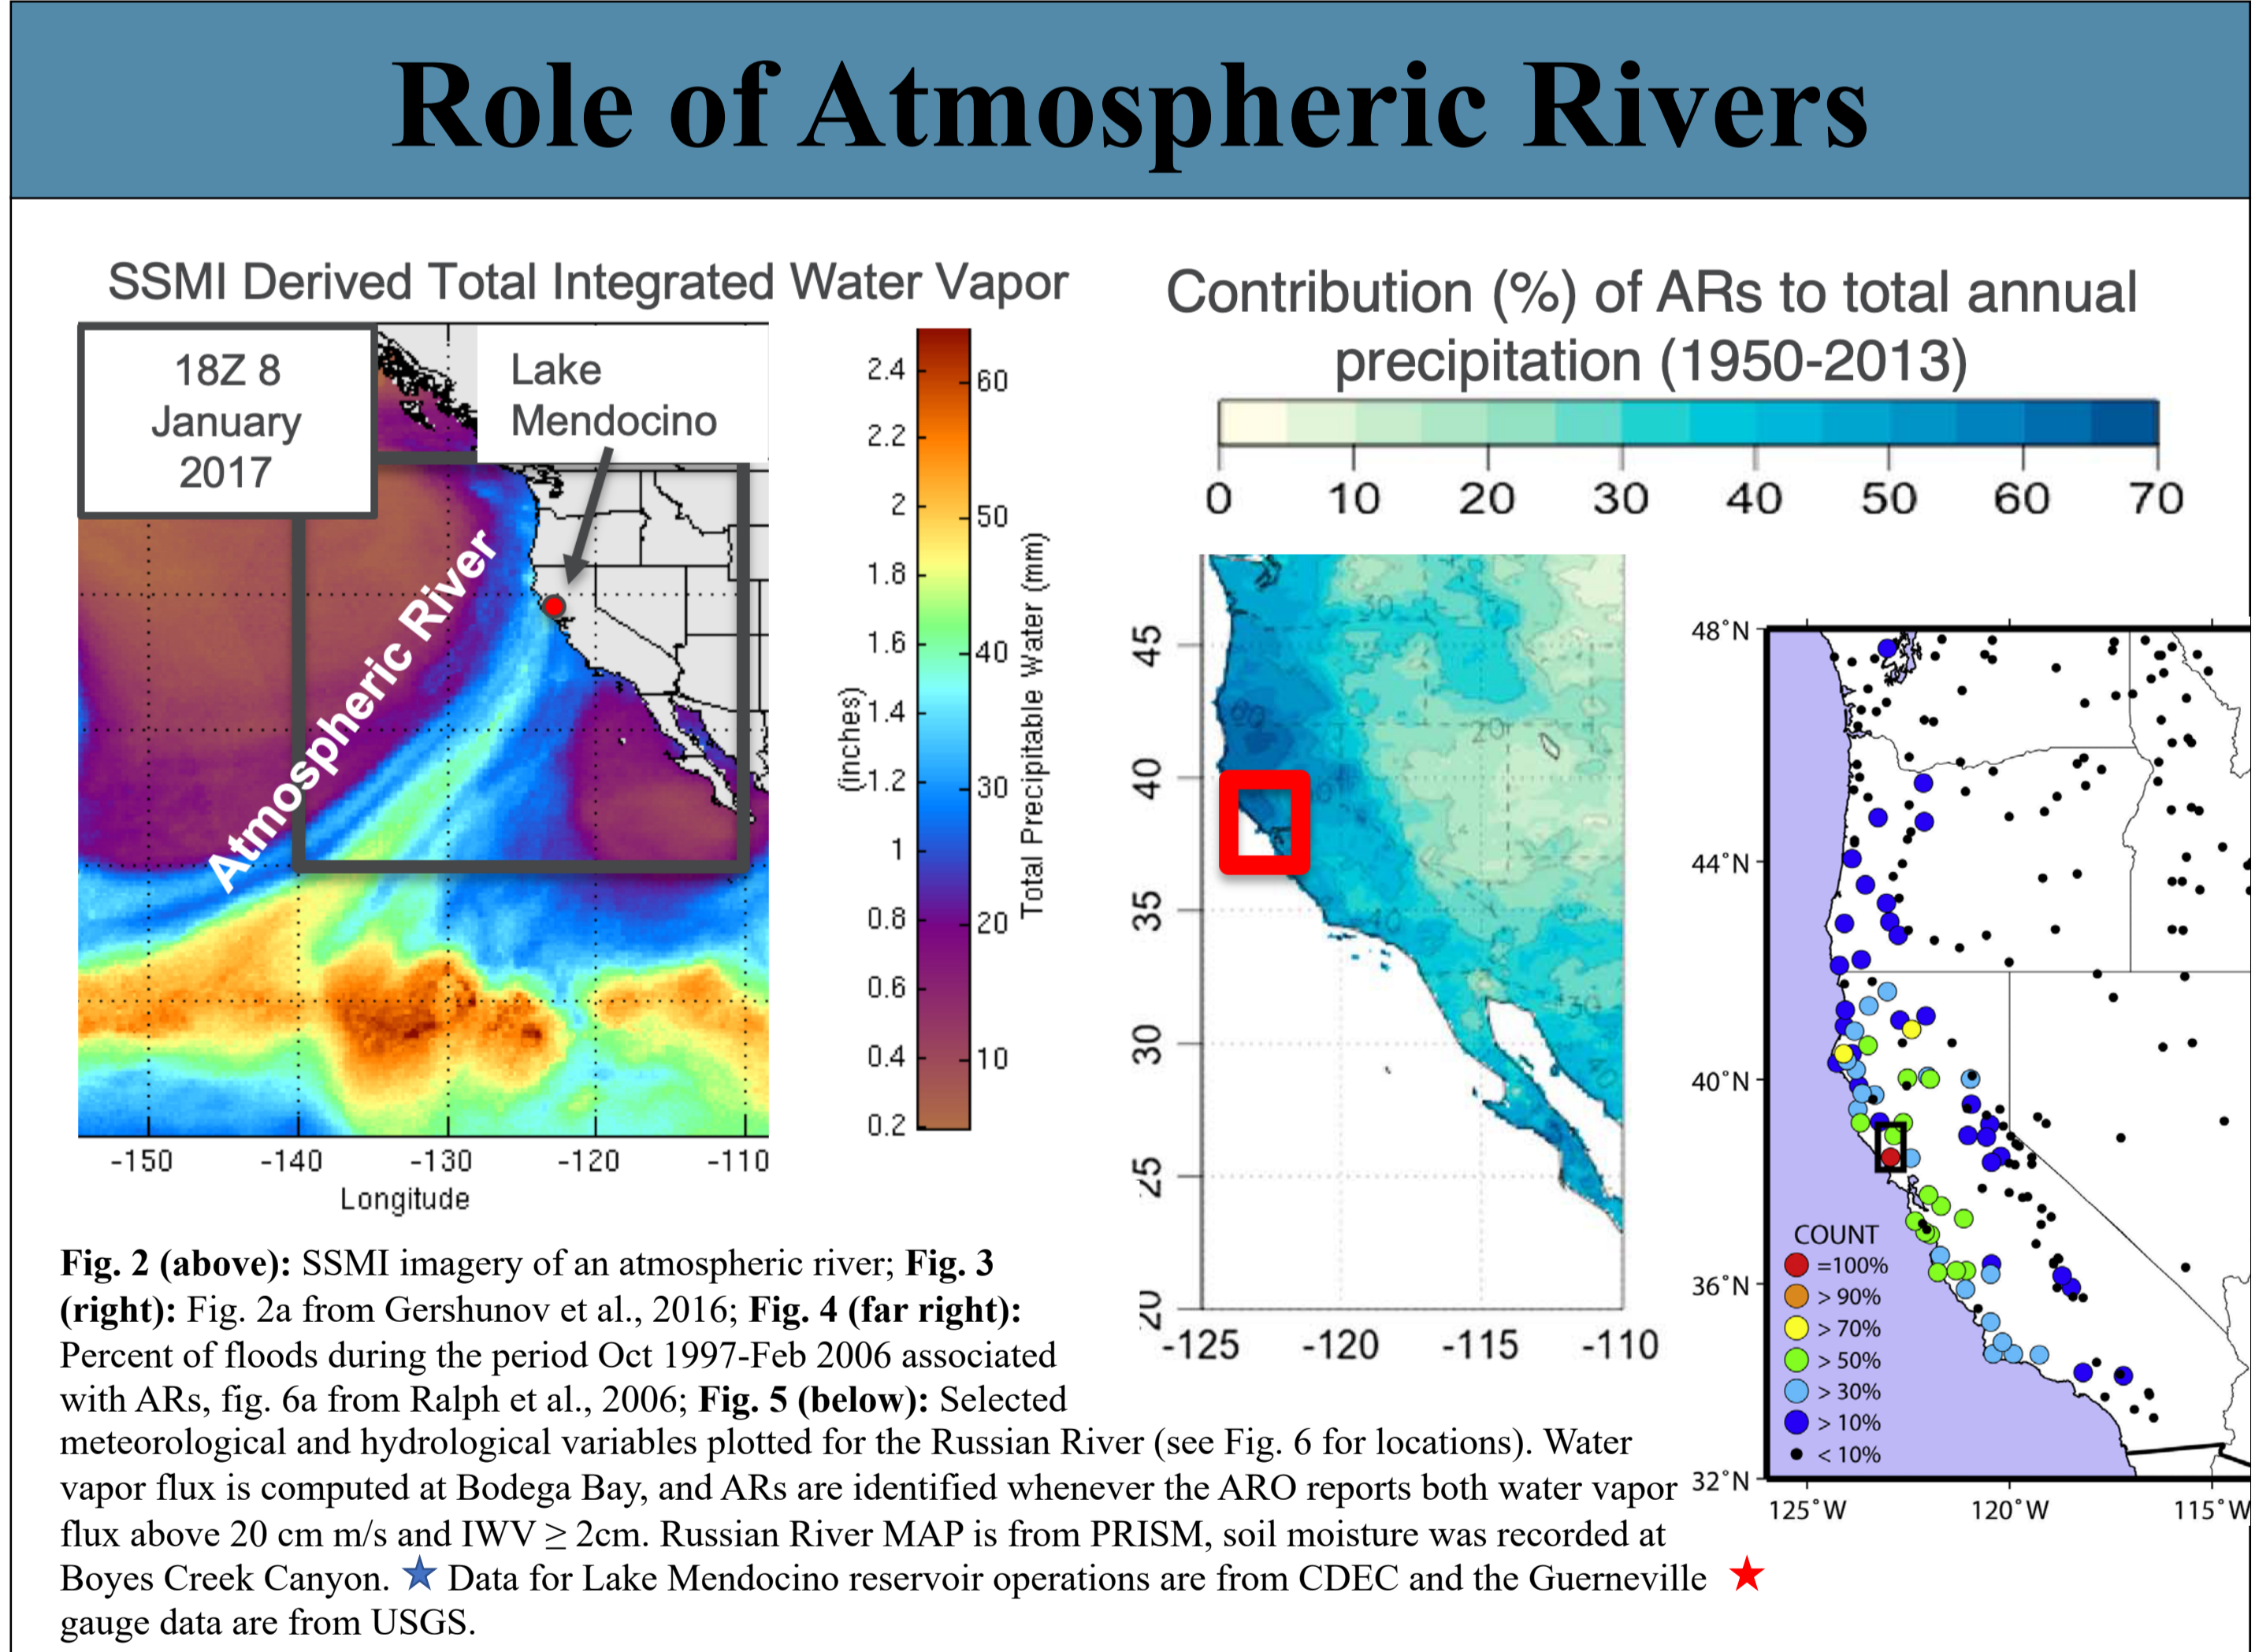 Role of Atmospheric Rivers
SSMI Derived Total Integrated Water Vapor
18Z 8
January
2017
Lake
Mendocino
Atmospheric River
2.4
2.2
2
1.8
1.6
1.4
1.2
1
0.8
0.6
0.4
0.2
(inches)
60
50
40
30
20
10
Total Precipitable Water (mm)
-150 -140 -130 -120 -110
Longitude
Contribution (%) of ARs to total annual
precipitation (1950-2013)
0 10 20 30 40 50 60 70
45
40
35
30
25
20
30
60
20
40
30
40
-125 -120 -115 -110
48°N
44°N
40°N
36°N
32°N
COUNT
=100%
> 90%
> 70%
> 50%
> 30%
> 10%
< 10%
125°W 120°W 115°W
Fig. 2 (above): SSMI imagery of an atmospheric river; Fig. 3
(right): Fig. 2a from Gershunov et al., 2016; Fig. 4 (far right):
Percent of floods during the period Oct 1997-Feb 2006 associated
with ARs, fig. 6a from Ralph et al., 2006; Fig. 5 (below): Selected
meteorological and hydrological variables plotted for the Russian River (see Fig. 6 for locations). Water
vapor flux is computed at Bodega Bay, and ARs are identified whenever the ARO reports both water vapor
flux above 20 cm m/s and IWV ≥ 2cm. Russian River MAP is from PRISM, soil moisture was recorded at
Boyes Creek Canyon. ★ Data for Lake Mendocino reservoir operations are from CDEC and the Guerneville ★
gauge data are from USGS.